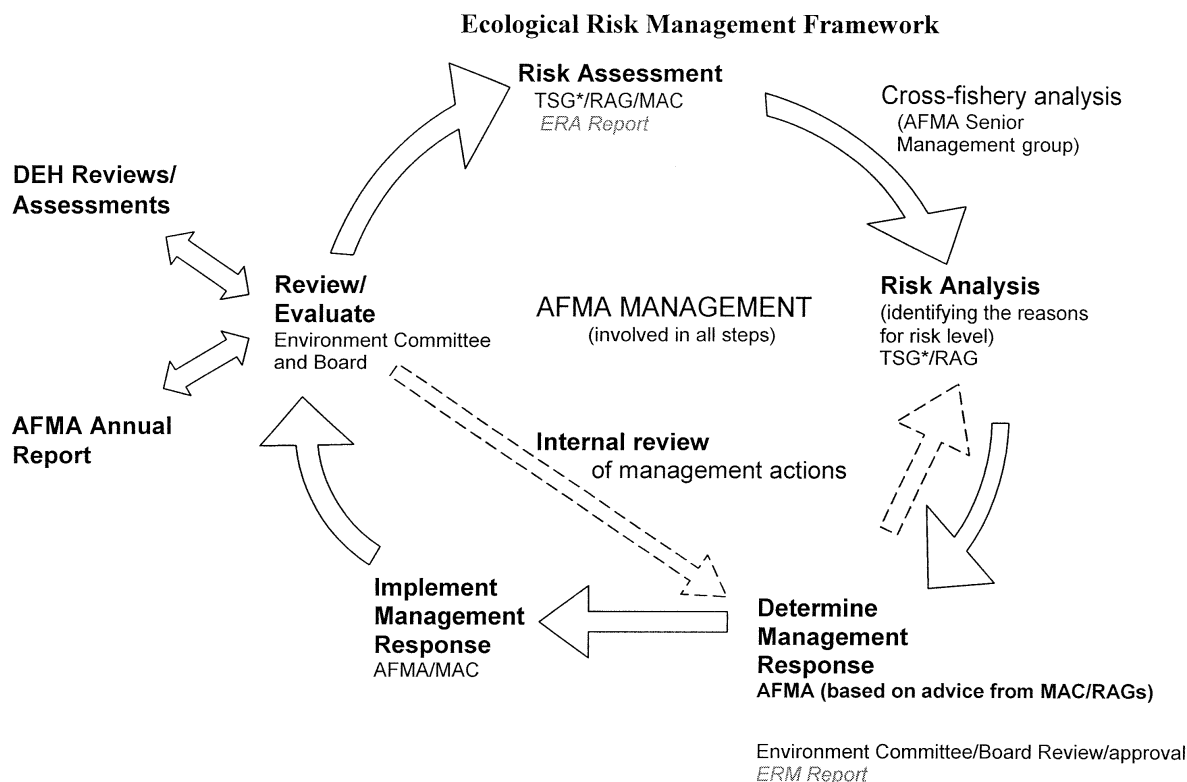 Ecological Risk Management Framework
Risk Assessment
TSG*/RAG/MAC
ERA Report
Cross-fishery analysis
(AFMA Senior
Management group)
DEH Reviews/
Assessments
Review/
Evaluate
Environment Committee
and Board
AFMA MANAGEMENT
(involved in all steps)
Risk Analysis
(identifying the reasons
for risk level)
TSG*/RAG
AFMA Annual
Report
Internal review
of management actions
Implement
Management
Response
AFMA/MAC
Determine
Management
Response
AFMA (based on advice from MAC/RAGs)
Environment Committee/Board Review/approval
ERM Report